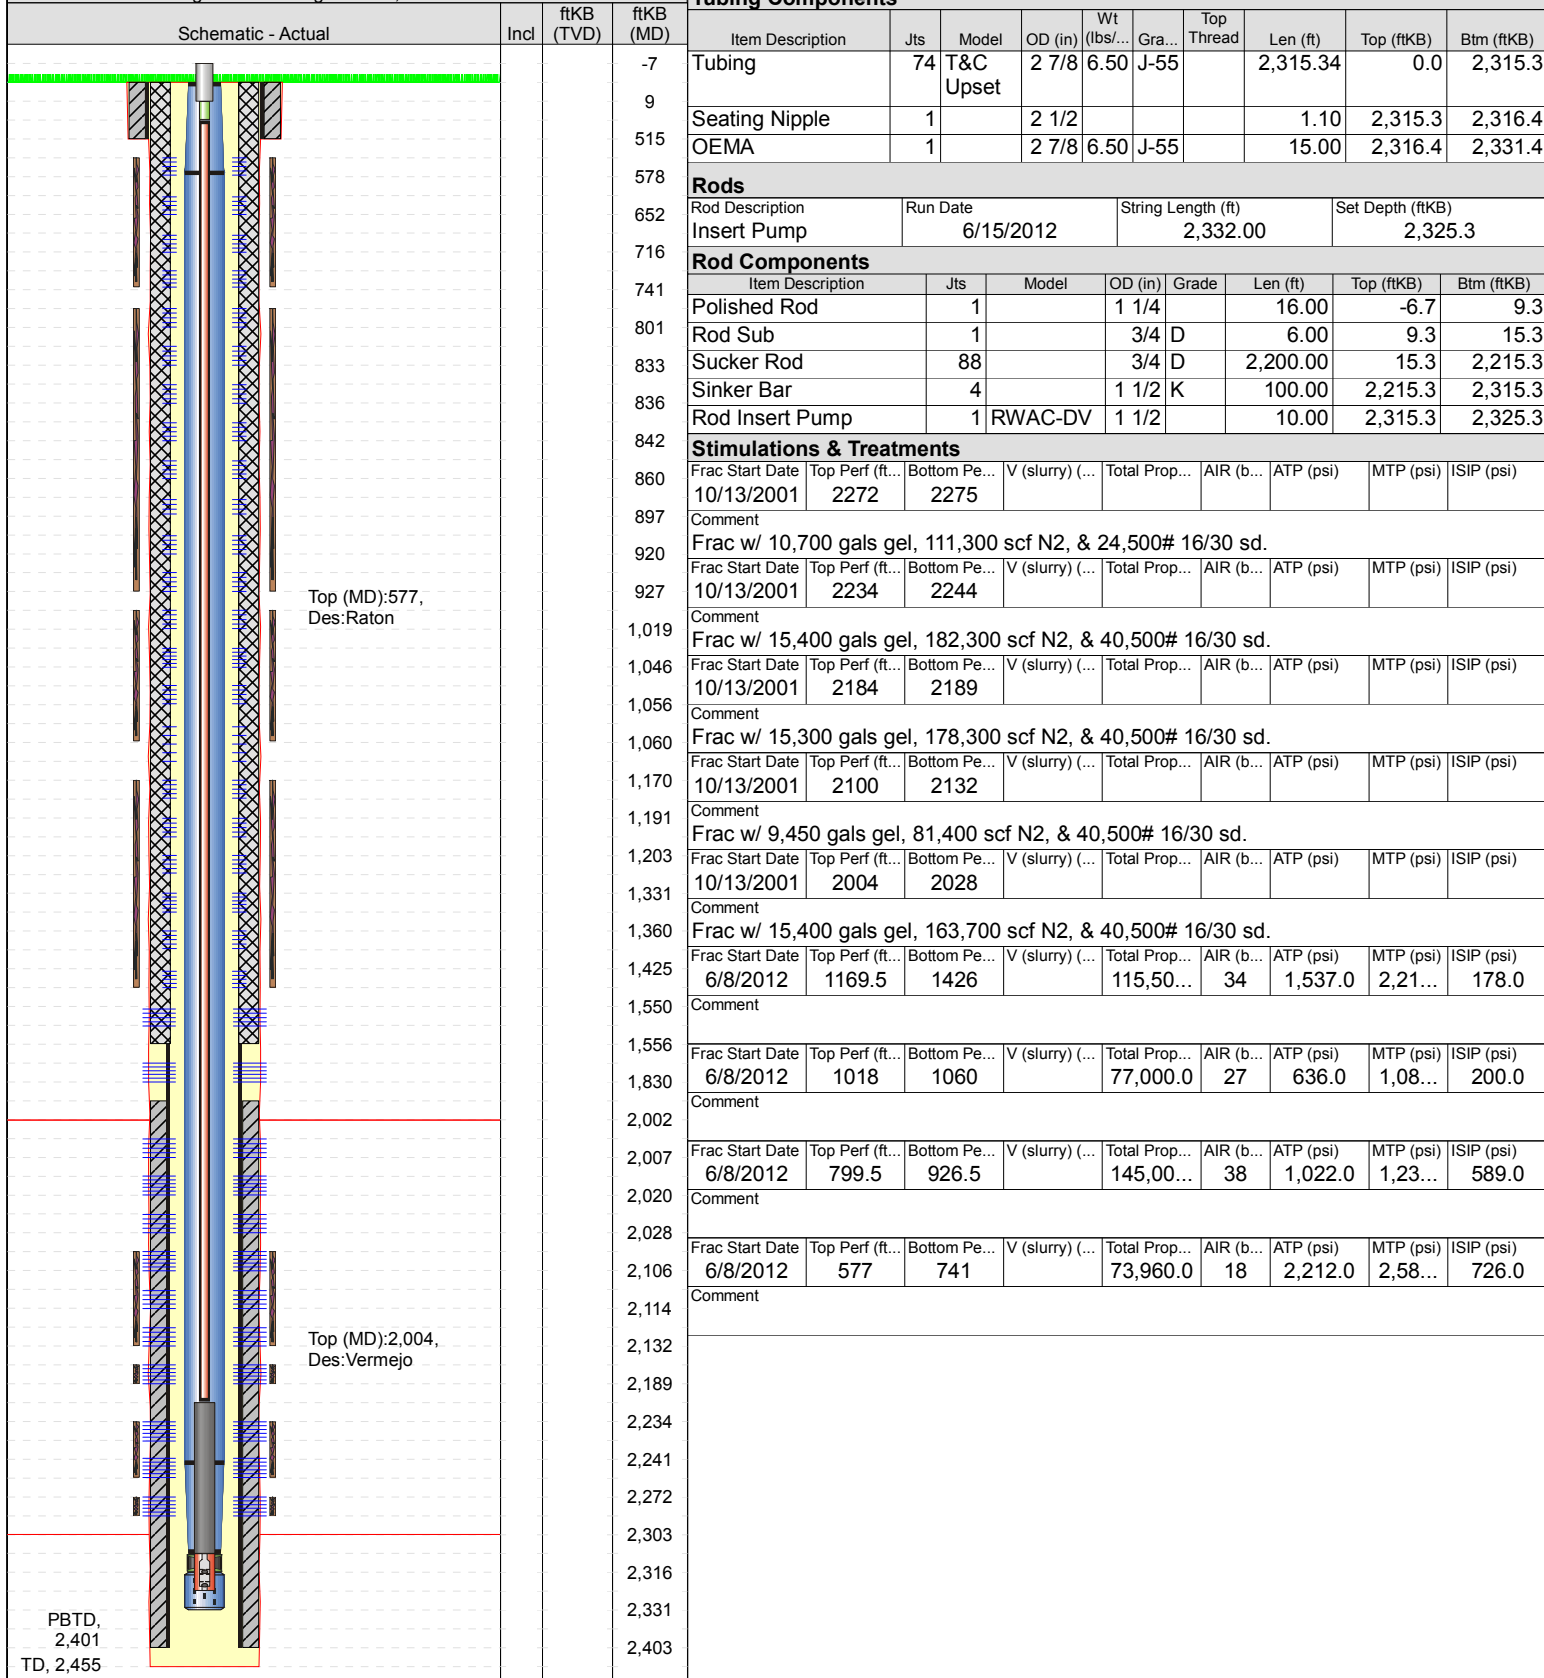 Schematic - Actual
Incl
ftKB
(TVD)
ftKB
(MD)
-7
9
515
578
652
716
741
801
833
836
842
860
897
920
927
1,019
1,046
1,056
1,060
1,170
1,191
1,203
1,331
1,360
1,425
1,550
1,556
1,830
2,002
2,007
2,020
2,028
2,106
2,114
2,132
2,189
2,234
2,241
2,272
2,303
2,316
2,331
2,403
Top (MD):577,
Des:Raton
Top (MD):2,004,
Des:Vermejo
PBTD,
2,401
TD, 2,455
Tubing Components
Item Description Jts Model OD (in) Wt (lbs/... Gra... Top Thread Len (ft) Top (ftKB) Btm (ftKB)
Tubing 74 T&C Upset 2 7/8 6.50 J-55 2,315.34 0.0 2,315.3
Seating Nipple 1 2 1/2 1.10 2,315.3 2,316.4
OEMA 1 2 7/8 6.50 J-55 15.00 2,316.4 2,331.4
Rods
Rod Description Run Date String Length (ft) Set Depth (ftKB)
Insert Pump 6/15/2012 2,332.00 2,325.3
Rod Components
Item Description Jts Model OD (in) Grade Len (ft) Top (ftKB) Btm (ftKB)
Polished Rod 1 1 1/4 16.00 -6.7 9.3
Rod Sub 1 3/4 D 6.00 9.3 15.3
Sucker Rod 88 3/4 D 2,200.00 15.3 2,215.3
Sinker Bar 4 1 1/2 K 100.00 2,215.3 2,315.3
Rod Insert Pump 1 RWAC-DV 1 1/2 10.00 2,315.3 2,325.3
Stimulations & Treatments
Frac Start Date Top Perf (ft... Bottom Pe... V (slurry) (... Total Prop... AIR (b... ATP (psi) MTP (psi) ISIP (psi)
10/13/2001 2272 2275
Comment
Frac w/ 10,700 gals gel, 111,300 scf N2, & 24,500# 16/30 sd.
Frac Start Date Top Perf (ft... Bottom Pe... V (slurry) (... Total Prop... AIR (b... ATP (psi) MTP (psi) ISIP (psi)
10/13/2001 2234 2244
Comment
Frac w/ 15,400 gals gel, 182,300 scf N2, & 40,500# 16/30 sd.
Frac Start Date Top Perf (ft... Bottom Pe... V (slurry) (... Total Prop... AIR (b... ATP (psi) MTP (psi) ISIP (psi)
10/13/2001 2184 2189
Comment
Frac w/ 15,300 gals gel, 178,300 scf N2, & 40,500# 16/30 sd.
Frac Start Date Top Perf (ft... Bottom Pe... V (slurry) (... Total Prop... AIR (b... ATP (psi) MTP (psi) ISIP (psi)
10/13/2001 2100 2132
Comment
Frac w/ 9,450 gals gel, 81,400 scf N2, & 40,500# 16/30 sd.
Frac Start Date Top Perf (ft... Bottom Pe... V (slurry) (... Total Prop... AIR (b... ATP (psi) MTP (psi) ISIP (psi)
10/13/2001 2004 2028
Comment
Frac w/ 15,400 gals gel, 163,700 scf N2, & 40,500# 16/30 sd.
Frac Start Date Top Perf (ft... Bottom Pe... V (slurry) (... Total Prop... AIR (b... ATP (psi) MTP (psi) ISIP (psi)
6/8/2012 1169.5 1426 115,50... 34 1,537.0 2,21... 178.0
Comment
Frac Start Date Top Perf (ft... Bottom Pe... V (slurry) (... Total Prop... AIR (b... ATP (psi) MTP (psi) ISIP (psi)
6/8/2012 1018 1060 77,000.0 27 636.0 1,08... 200.0
Comment
Frac Start Date Top Perf (ft... Bottom Pe... V (slurry) (... Total Prop... AIR (b... ATP (psi) MTP (psi) ISIP (psi)
6/8/2012 799.5 926.5 145,00... 38 1,022.0 1,23... 589.0
Comment
Frac Start Date Top Perf (ft... Bottom Pe... V (slurry) (... Total Prop... AIR (b... ATP (psi) MTP (psi) ISIP (psi)
6/8/2012 577 741 73,960.0 18 2,212.0 2,58... 726.0
Comment